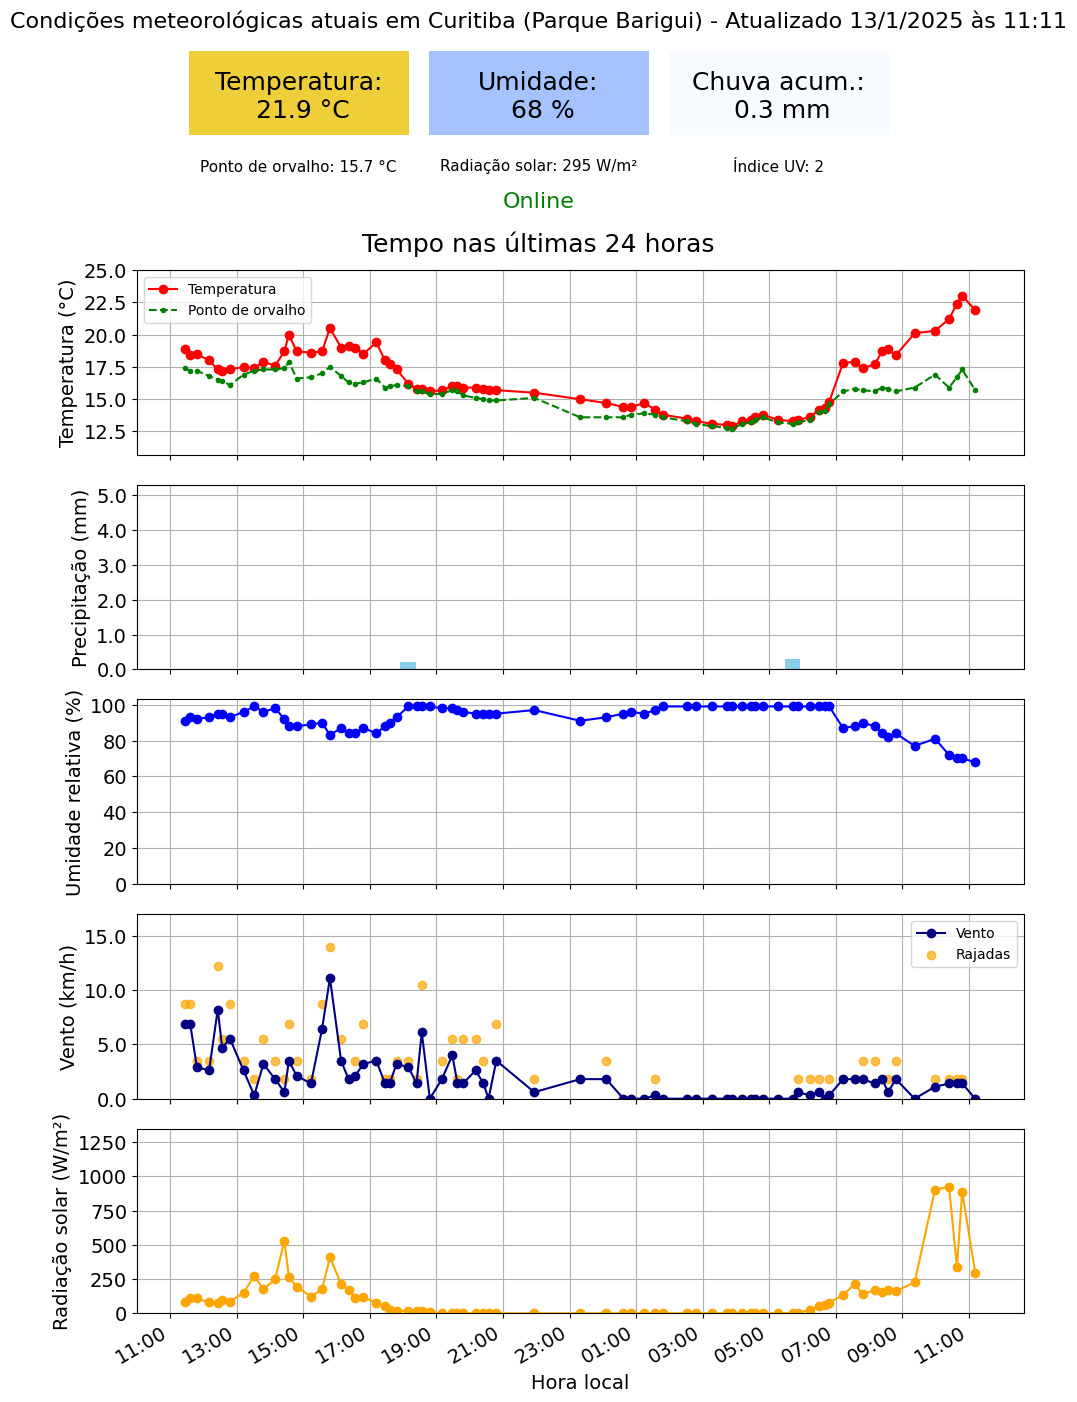 Condições meteorológicas atuais em Curitiba (Parque Barigui) - Atualizado 13/1/2025 às 11:11
Temperatura:
21.9 °C
Umidade:
68 %
Chuva acum.:
0.3 mm
Ponto de orvalho: 15.7 °C
Radiação solar: 295 W/m²
Índice UV: 2
Online
Tempo nas últimas 24 horas
Temperatura (°C)
25.0
22.5
20.0
17.5
15.0
12.5
Temperatura
Ponto de orvalho
Precipitação (mm)
5.0
4.0
3.0
2.0
1.0
0.0
Umidade relativa (%)
100
80
60
40
20
0
Vento (km/h)
15.0
10.0
5.0
0.0
Vento
Rajadas
Radiação solar (W/m²)
1250
1000
750
500
250
0
11:00
13:00
15:00
17:00
19:00
21:00
23:00
01:00
03:00
05:00
07:00
09:00
11:00
Hora local